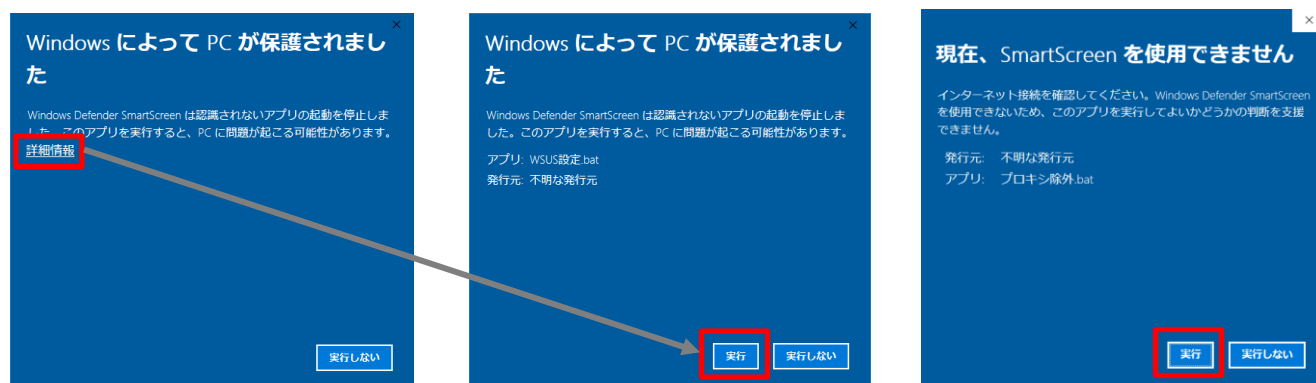 Windows によって PC が保護されまし
た
Windows Defender SmartScreen は認識されないアプリの起動を停止しま
した。このアプリを実行すると、PC に問題が起こる可能性があります。
詳細情報
実行しない
Windows によって PC が保護されまし
た
Windows Defender SmartScreen は認識されないアプリの起動を停止しま
した。このアプリを実行すると、PC に問題が起こる可能性があります。
アプリ: WSUS設定.bat
発行元: 不明な発行元
実行 実行しない
現在、SmartScreen を使用できません
インターネット接続を確認してください。Windows Defender SmartScreen
を使用できないため、このアプリを実行してよいかどうかの判断を支援
できません。
発行元: 不明な発行元
アプリ: プロキシ除外.bat
実行 実行しない